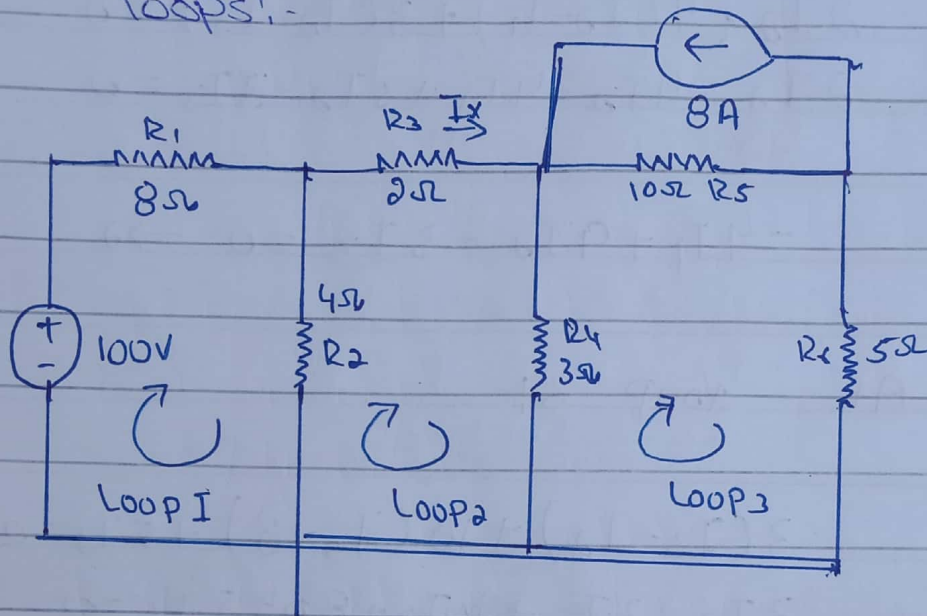 loops:-
8A
R1
R3 Ix
8Ω
2Ω
10Ω R5
4Ω
+
-
100V
R2
R4
3Ω
R6 5Ω
LOOP I
LOOP2
LOOP3